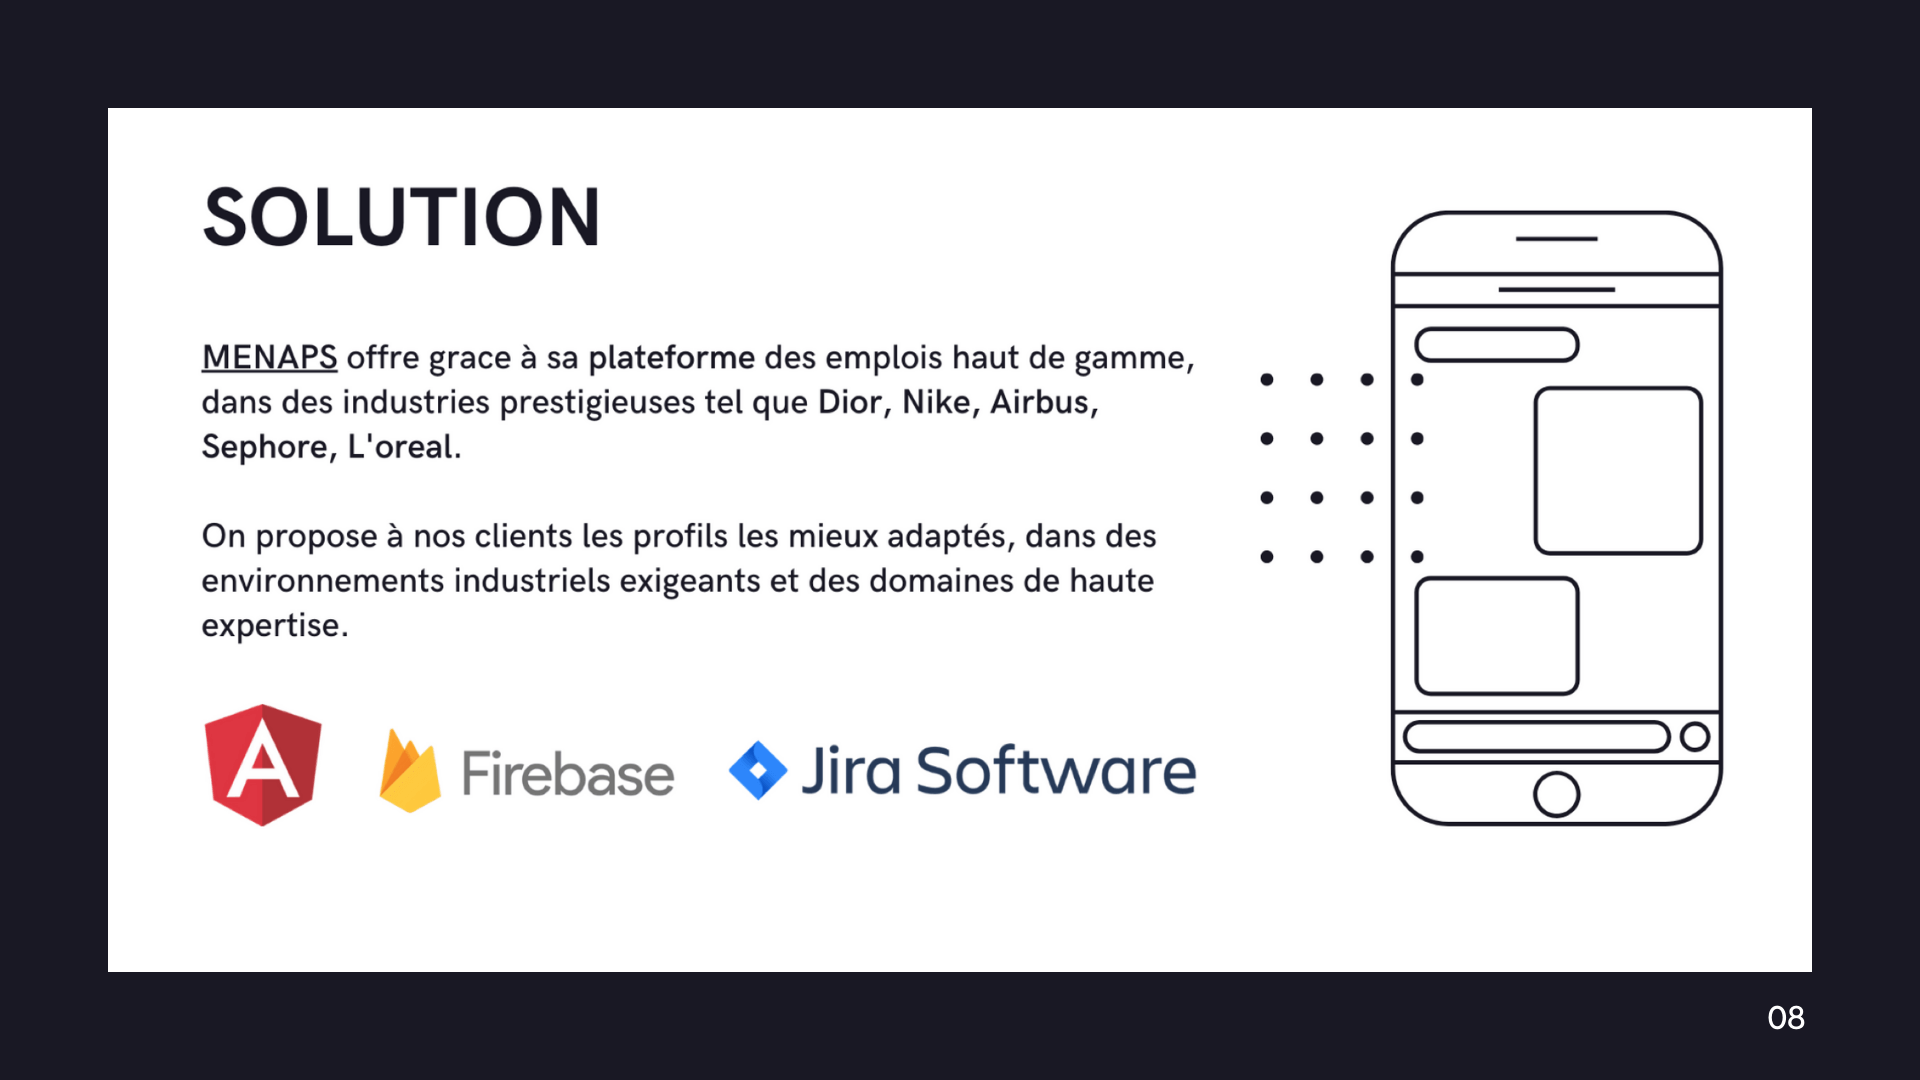 SOLUTION
MENAPS offre grace à sa plateforme des emplois haut de gamme,
dans des industries prestigieuses tel que Dior, Nike, Airbus,
Sephore, L'oreal.
On propose à nos clients les profils les mieux adaptés, dans des
environnements industriels exigeants et des domaines de haute
expertise.
A Firebase Jira Software
08